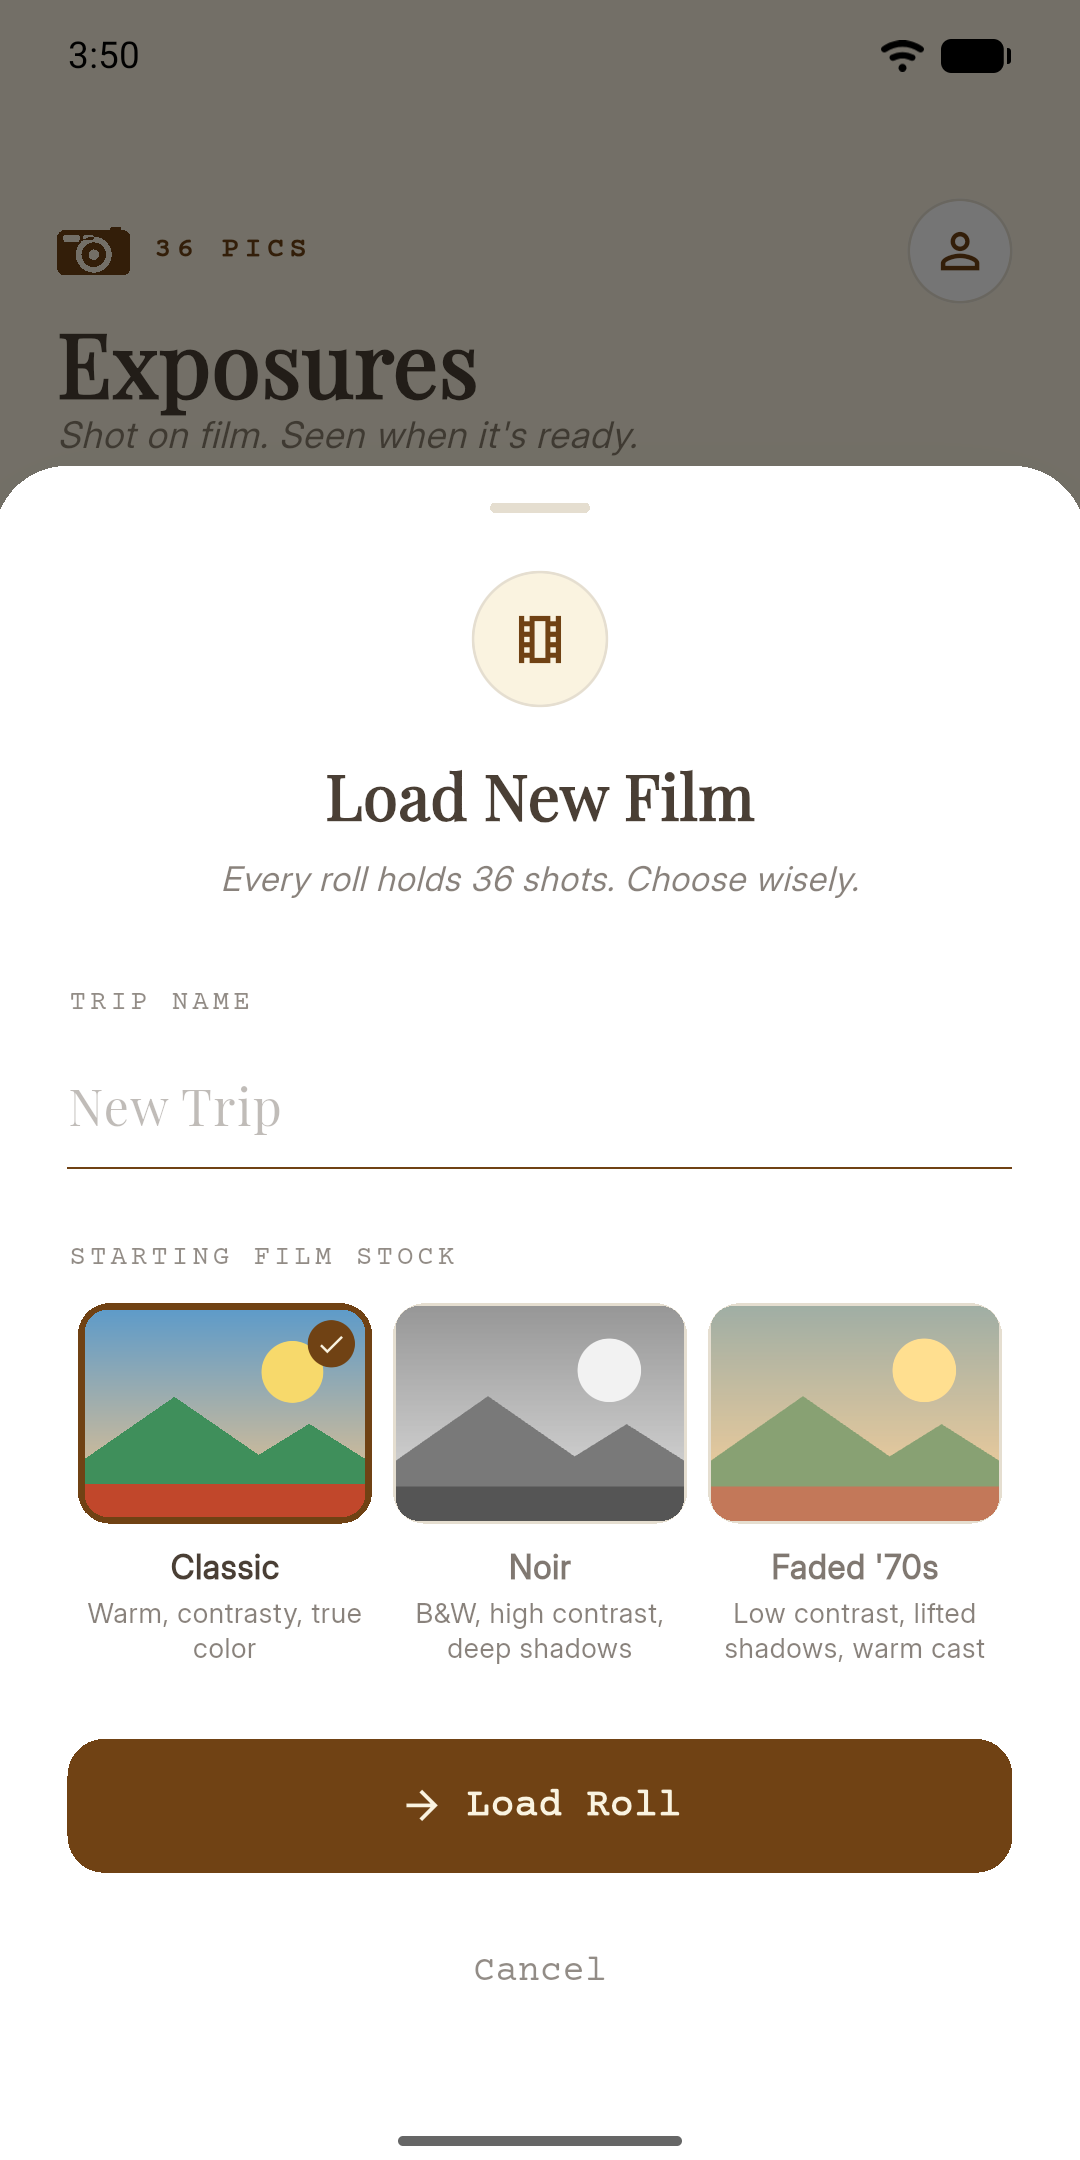 3:50
36 PICS
Exposures
Shot on film. Seen when it's ready.
Load New Film
Every roll holds 36 shots. Choose wisely.
TRIP NAME
New Trip
STARTING FILM STOCK
Classic
Warm, contrasty, true
color
Noir
B&W, high contrast,
deep shadows
Faded '70s
Low contrast, lifted
shadows, warm cast
→ Load Roll
Cancel